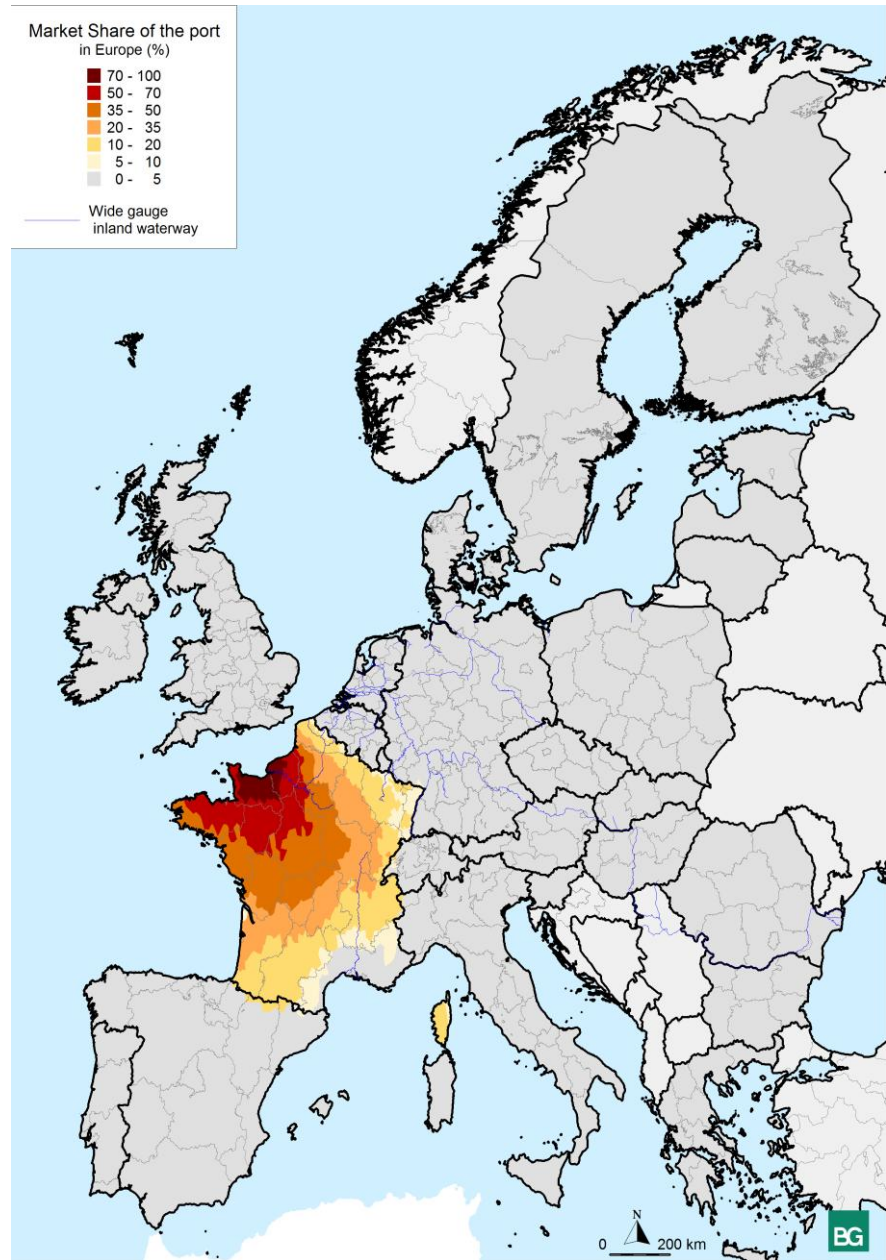 Market Share of the port
in Europe (%)
70 - 100
50 - 70
35 - 50
20 - 35
10 - 20
5 - 10
0 - 5
Wide gauge
inland waterway
N
0 200 km
BG